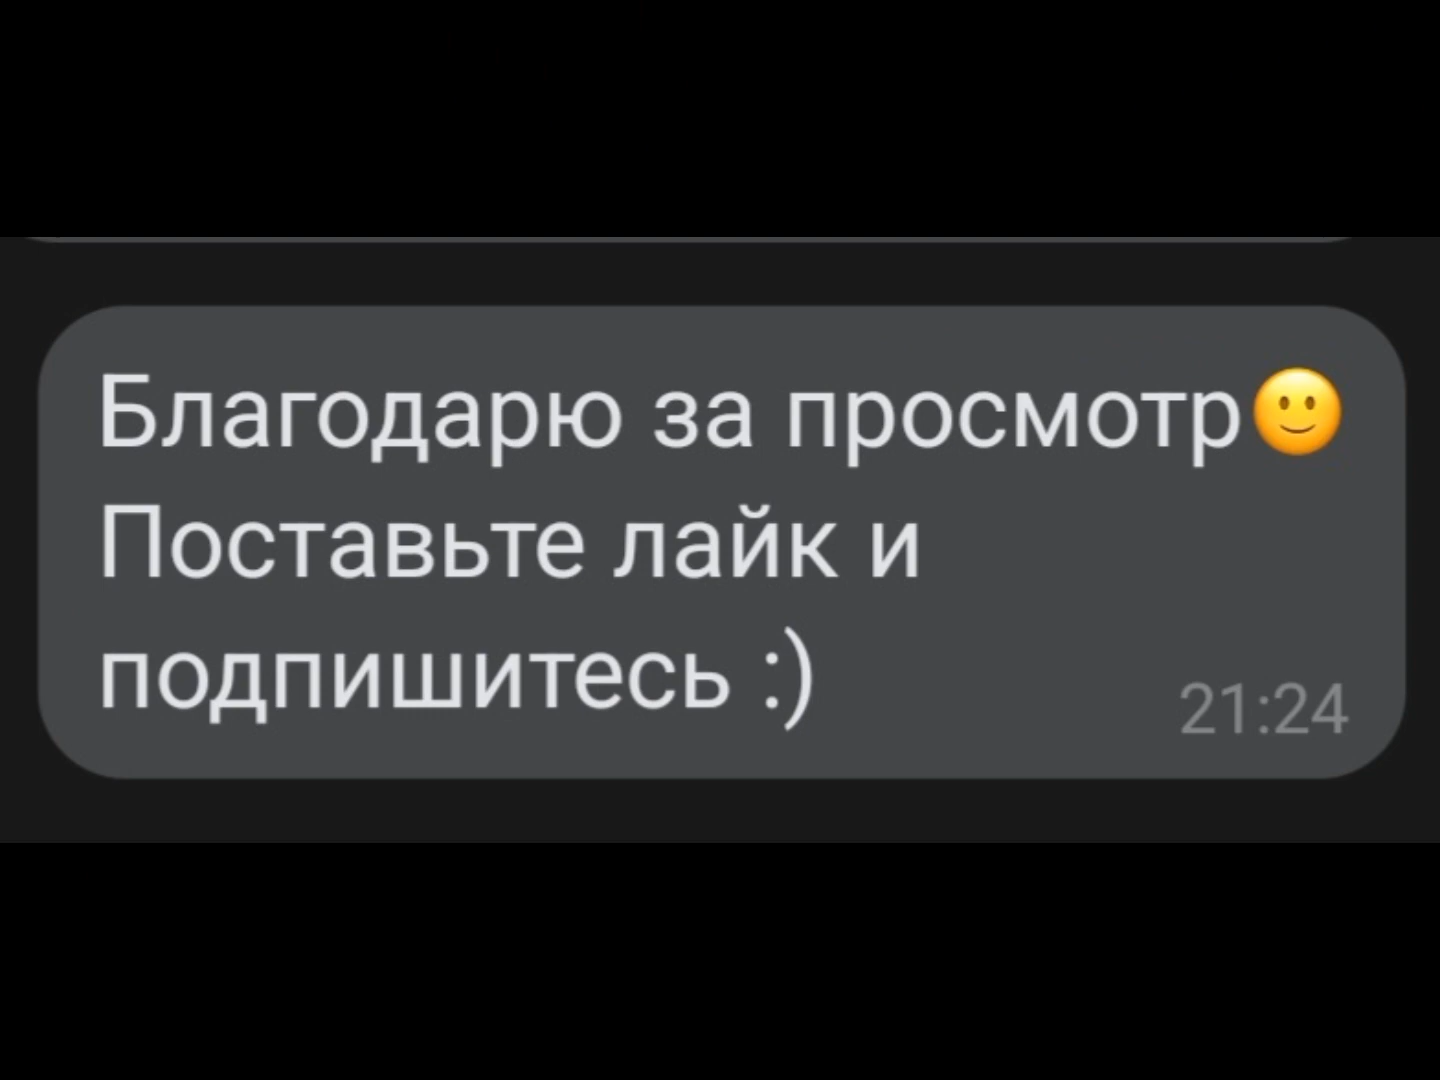 Благодарю за просмотр🙂
Поставьте лайк и
подпишитесь :)
21:24